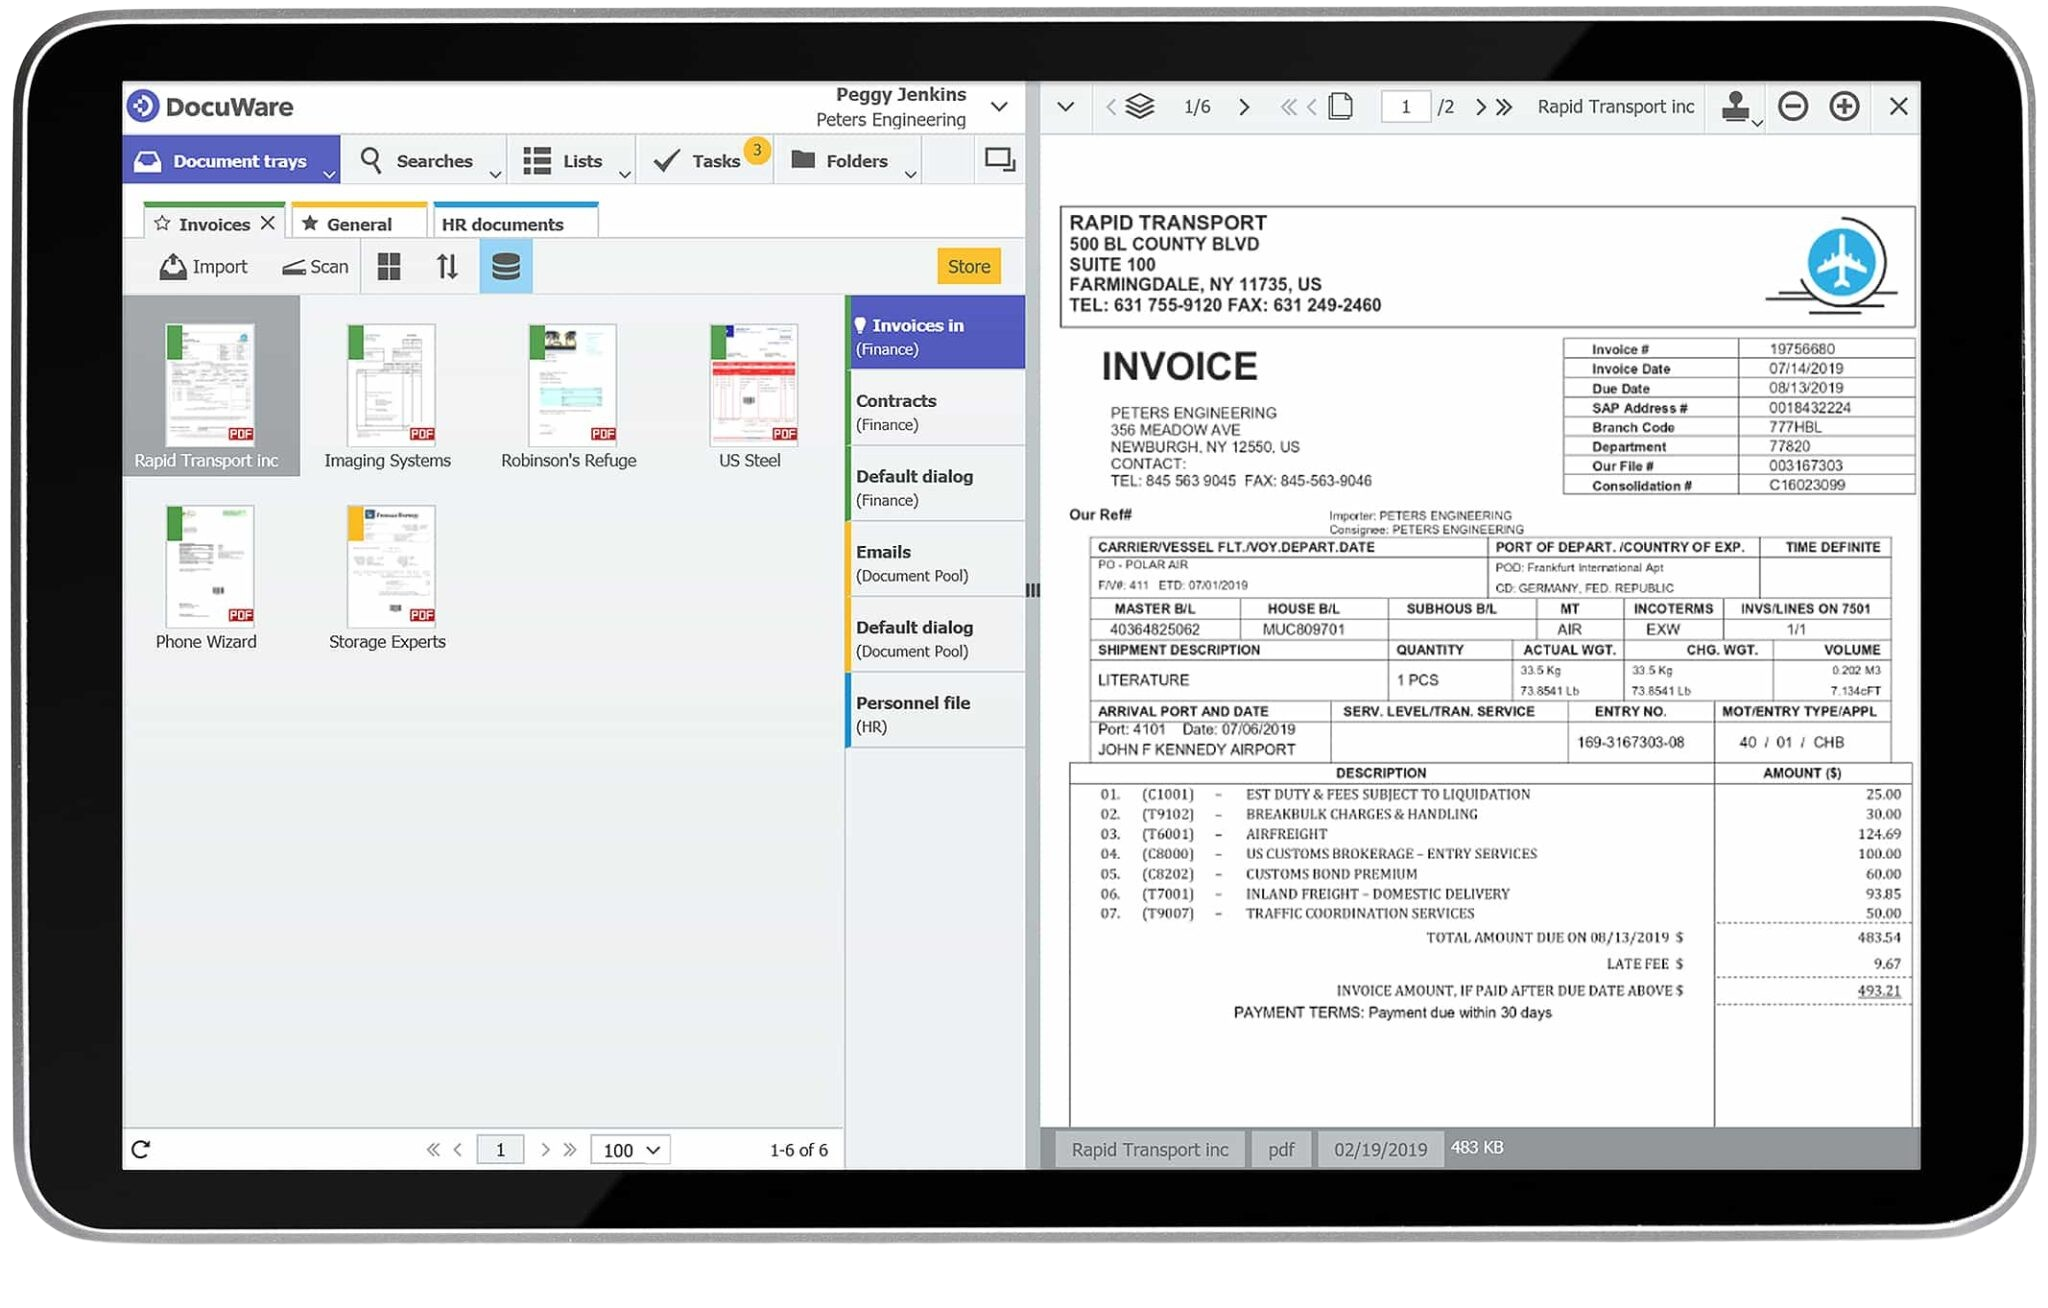 DocuWare
Peggy Jenkins
Peters Engineering
Document trays
Searches
Lists
Tasks
3
Folders
Invoices
General
HR documents
Import
Scan
Store
Rapid Transport inc
Imaging Systems
Robinson's Refuge
US Steel
Phone Wizard
Storage Experts
PDF
PDF
PDF
PDF
PDF
PDF
Invoices in
(Finance)
Contracts
(Finance)
Default dialog
(Finance)
Emails
(Document Pool)
Default dialog
(Document Pool)
Personnel file
(HR)
1
100
1-6 of 6
1/6
1 /2
Rapid Transport inc
RAPID TRANSPORT
500 BL COUNTY BLVD
SUITE 100
FARMINGDALE, NY 11735, US
TEL: 631 755-9120 FAX: 631 249-2460
INVOICE
PETERS ENGINEERING
356 MEADOW AVE
NEWBURGH, NY 12550, US
CONTACT:
TEL: 845 563 9045 FAX: 845-563-9046
Invoice # 19756680
Invoice Date 07/14/2019
Due Date 08/13/2019
SAP Address # 0018432224
Branch Code 777HBL
Department 77820
Our File # 003167303
Consolidation # C16023099
Our Ref#
Importer: PETERS ENGINEERING
Consignee: PETERS ENGINEERING
CARRIER/VESSEL FLT./VOY.DEPART.DATE PORT OF DEPART. /COUNTRY OF EXP. TIME DEFINITE
PO - POLAR AIR POD: Frankfurt International Apt
F/V#: 411 ETD: 07/01/2019 CD: GERMANY, FED. REPUBLIC
MASTER B/L HOUSE B/L SUBHOUS B/L MT INCOTERMS INVS/LINES ON 7501
40364825062 MUC809701 AIR EXW 1/1
SHIPMENT DESCRIPTION QUANTITY ACTUAL WGT. CHG. WGT. VOLUME
LITERATURE 1 PCS 33.5 Kg 33.5 Kg 0.202 M3
73.8541 Lb 73.8541 Lb 7.134cFT
ARRIVAL PORT AND DATE SERV. LEVEL/TRAN. SERVICE ENTRY NO. MOT/ENTRY TYPE/APPL
Port: 4101 Date: 07/06/2019
JOHN F KENNEDY AIRPORT 169-3167303-08 40 / 01 / CHB
DESCRIPTION AMOUNT ($)
01. (C1001) – EST DUTY & FEES SUBJECT TO LIQUIDATION 25.00
02. (T9102) – BREAKBULK CHARGES & HANDLING 30.00
03. (T6001) – AIRFREIGHT 124.69
04. (C8000) – US CUSTOMS BROKERAGE – ENTRY SERVICES 100.00
05. (C8202) – CUSTOMS BOND PREMIUM 60.00
06. (T7001) – INLAND FREIGHT – DOMESTIC DELIVERY 93.85
07. (T9007) – TRAFFIC COORDINATION SERVICES 50.00
TOTAL AMOUNT DUE ON 08/13/2019 $ 483.54
LATE FEE $ 9.67
INVOICE AMOUNT, IF PAID AFTER DUE DATE ABOVE $ 493.21
PAYMENT TERMS: Payment due within 30 days
Rapid Transport inc pdf 02/19/2019 483 KB